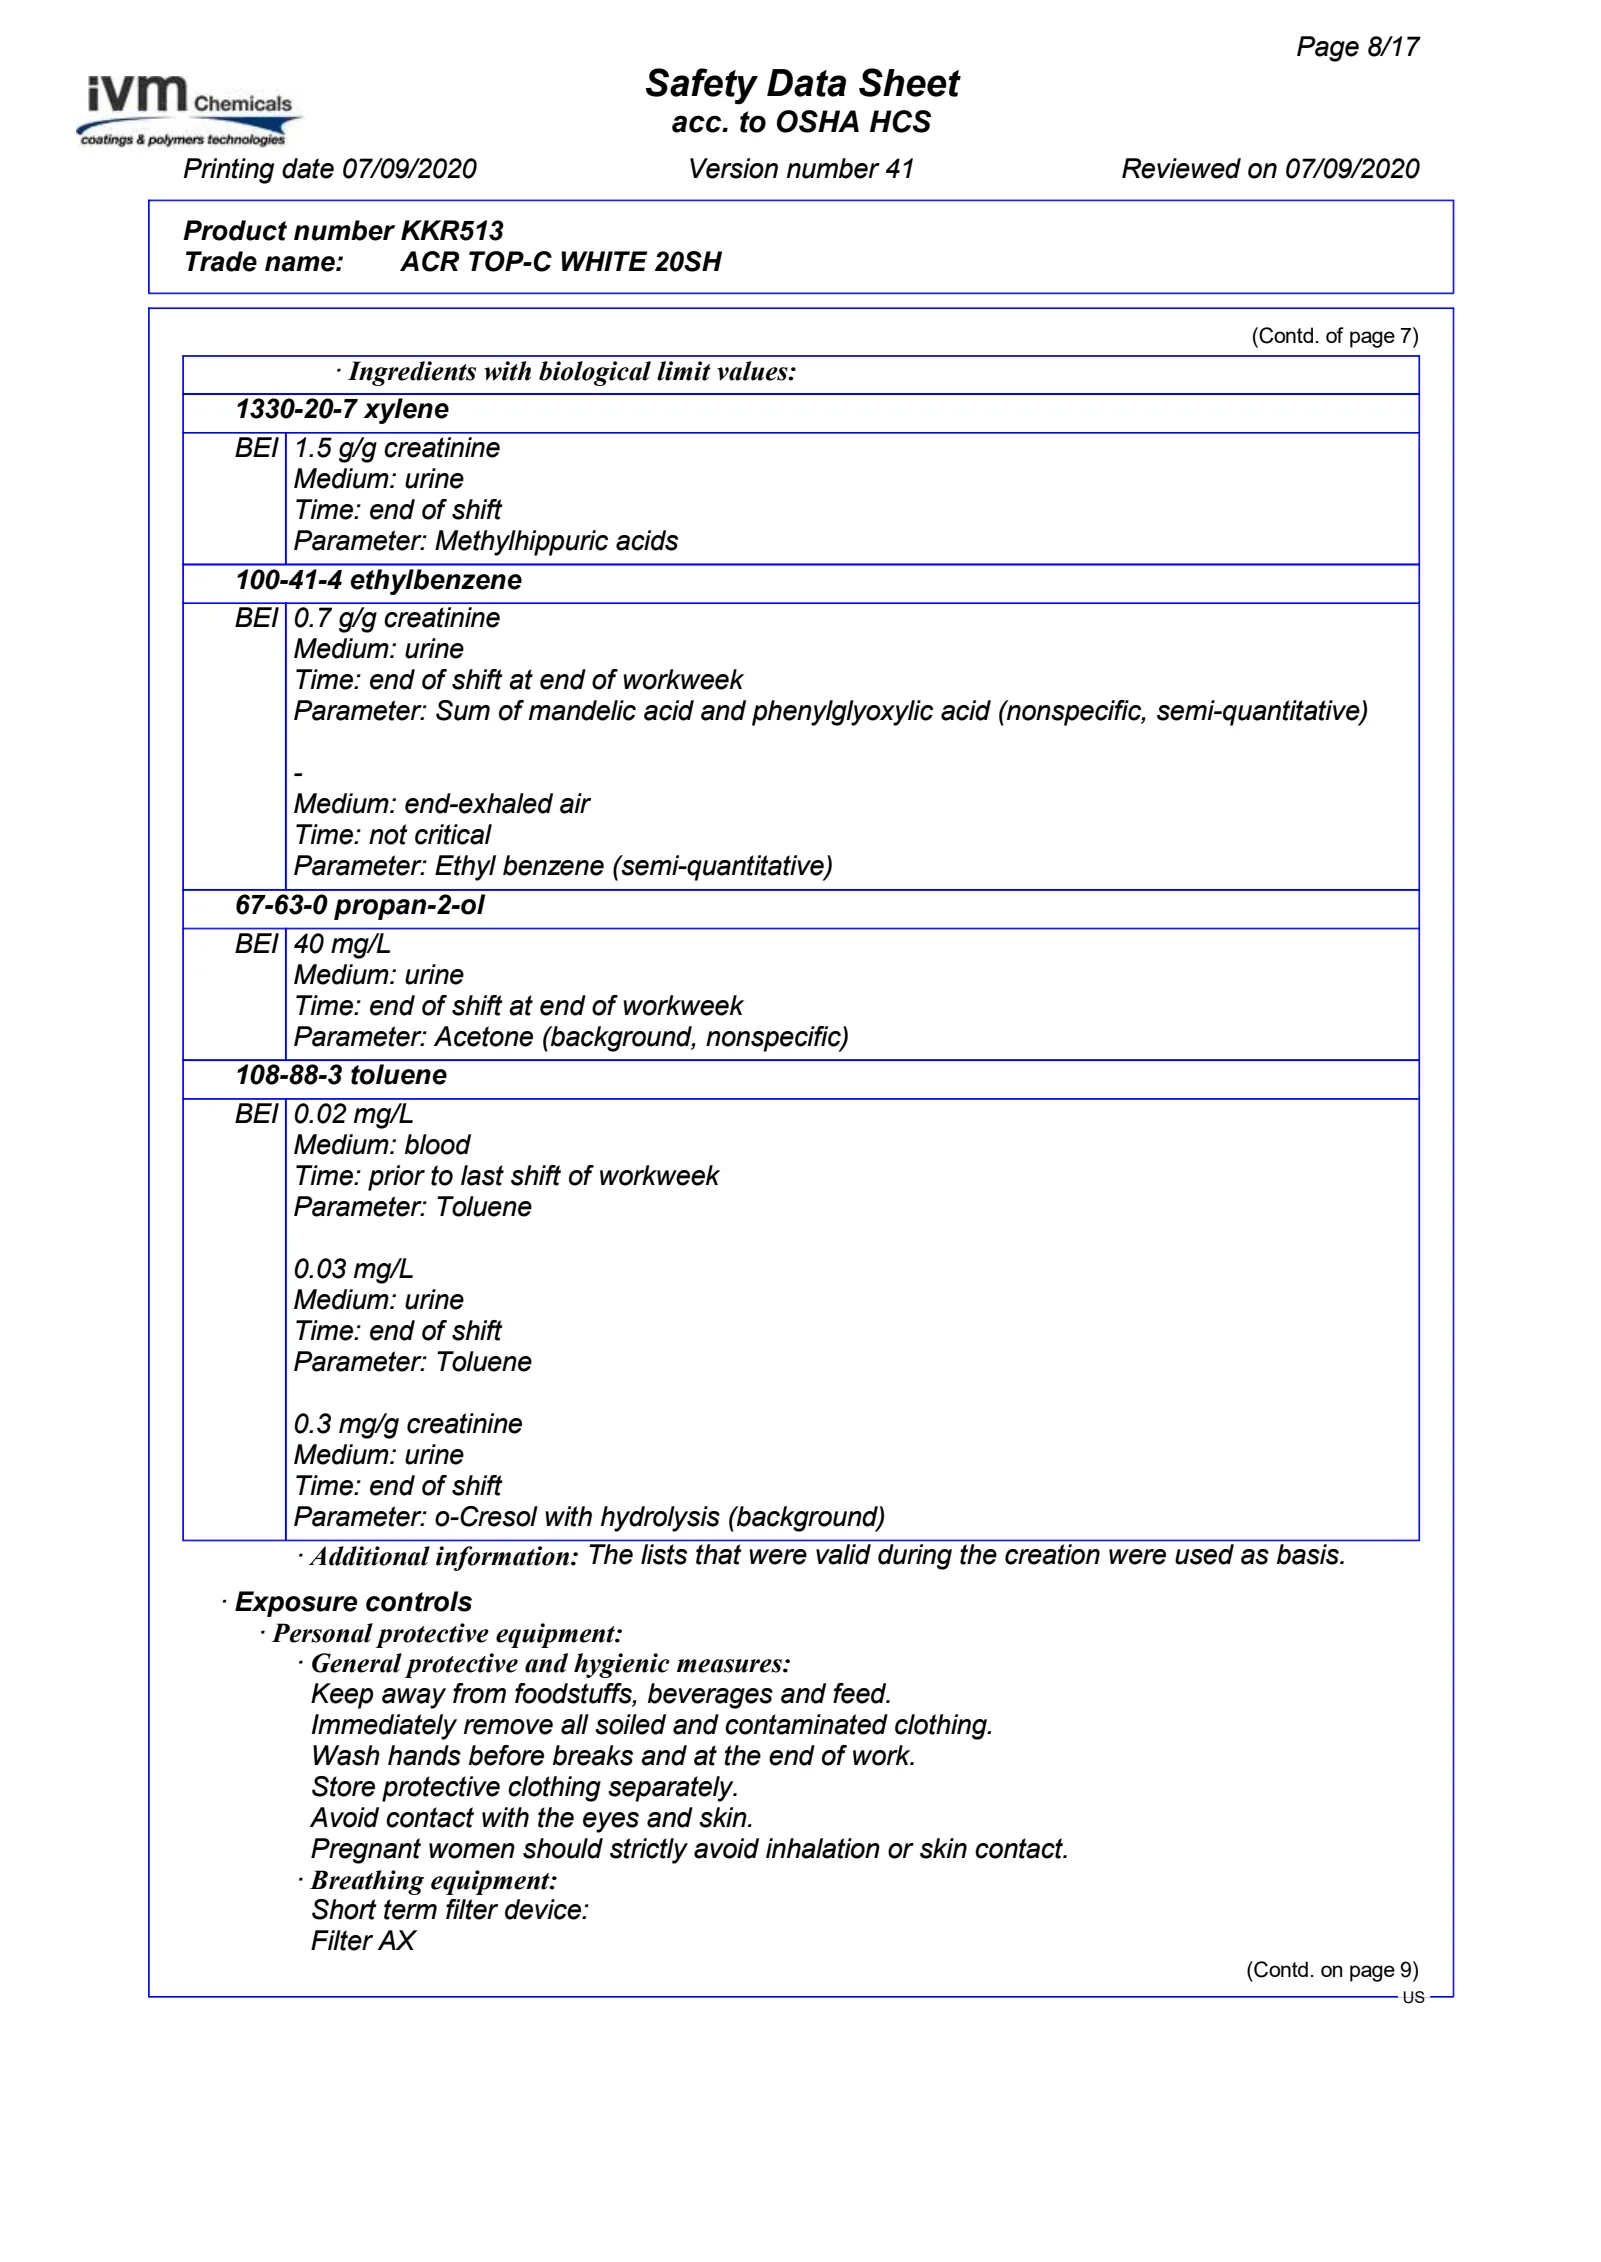 Page 8/17
ivm Chemicals
coatings & polymers technologies
Safety Data Sheet
acc. to OSHA HCS
Printing date 07/09/2020 Version number 41 Reviewed on 07/09/2020
Product number KKR513
Trade name: ACR TOP-C WHITE 20SH
(Contd. of page 7)
· Ingredients with biological limit values:
1330-20-7 xylene
BEI 1.5 g/g creatinine
Medium: urine
Time: end of shift
Parameter: Methylhippuric acids
100-41-4 ethylbenzene
BEI 0.7 g/g creatinine
Medium: urine
Time: end of shift at end of workweek
Parameter: Sum of mandelic acid and phenylglyoxylic acid (nonspecific, semi-quantitative)
-
Medium: end-exhaled air
Time: not critical
Parameter: Ethyl benzene (semi-quantitative)
67-63-0 propan-2-ol
BEI 40 mg/L
Medium: urine
Time: end of shift at end of workweek
Parameter: Acetone (background, nonspecific)
108-88-3 toluene
BEI 0.02 mg/L
Medium: blood
Time: prior to last shift of workweek
Parameter: Toluene
0.03 mg/L
Medium: urine
Time: end of shift
Parameter: Toluene
0.3 mg/g creatinine
Medium: urine
Time: end of shift
Parameter: o-Cresol with hydrolysis (background)
· Additional information: The lists that were valid during the creation were used as basis.
· Exposure controls
· Personal protective equipment:
· General protective and hygienic measures:
Keep away from foodstuffs, beverages and feed.
Immediately remove all soiled and contaminated clothing.
Wash hands before breaks and at the end of work.
Store protective clothing separately.
Avoid contact with the eyes and skin.
Pregnant women should strictly avoid inhalation or skin contact.
· Breathing equipment:
Short term filter device:
Filter AX
(Contd. on page 9)
US